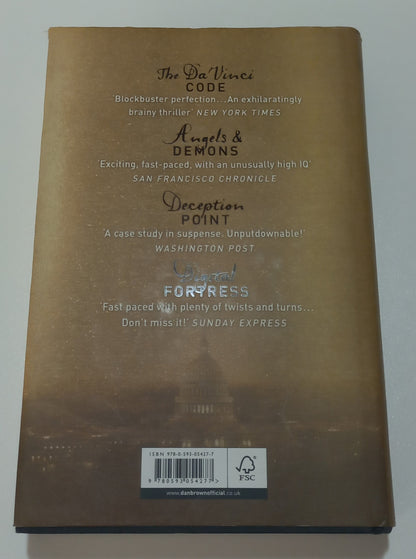 The Da Vinci
CODE
'Blockbuster perfection...An exhilaratingly
brainy thriller' NEW YORK TIMES
Angels &
DEMONS
'Exciting, fast-paced, with an unusually high IQ'
SAN FRANCISCO CHRONICLE
Deception
POINT
'A case study in suspense. Unputdownable!'
WASHINGTON POST
Digital
FORTRESS
'Fast paced with plenty of twists and turns...
Don't miss it!' SUNDAY EXPRESS
ISBN 978-0-593-05427-7
9 780593 054277
FSC
www.danbrownofficial.co.uk